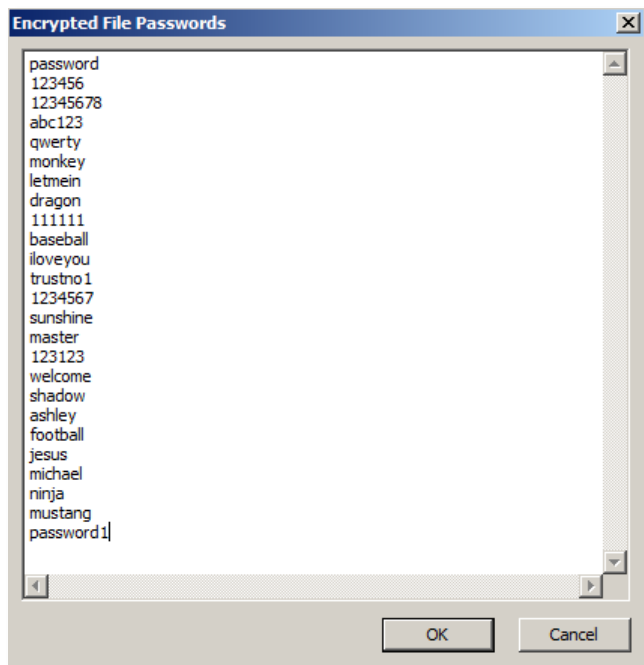 Encrypted File Passwords
password
123456
12345678
abc123
qwerty
monkey
letmein
dragon
111111
baseball
iloveyou
trustno1
1234567
sunshine
master
123123
welcome
shadow
ashley
football
jesus
michael
ninja
mustang
password1
OK
Cancel